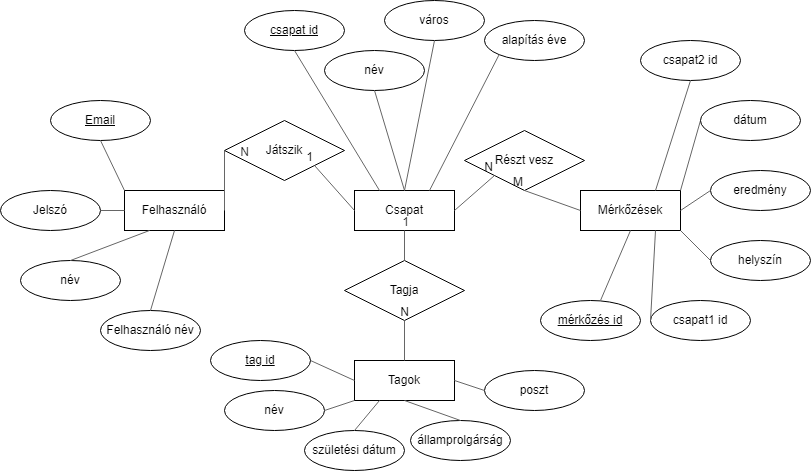 csapat id
város
név
alapítás éve
csapat2 id
Email
dátum
Játszik
N
1
Részt vesz
N
M
Jelszó
Felhasználó
Csapat
1
Mérkőzések
eredmény
név
helyszín
Tagja
N
Felhasználó név
mérkőzés id
csapat1 id
tag id
Tagok
poszt
név
születési dátum
államprolgárság